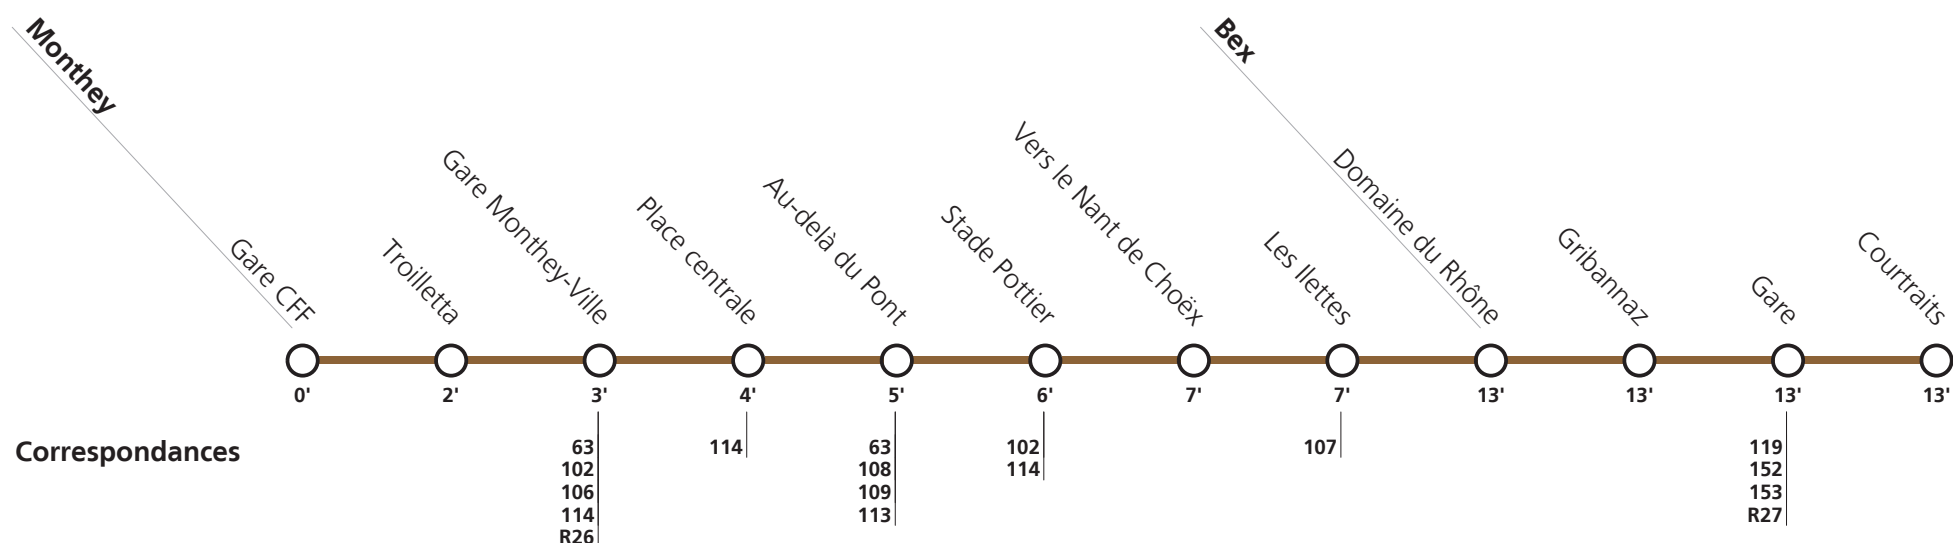 Monthey
Bex
Gare CFF
Troilletta
Gare Monthey-Ville
Place centrale
Au-delà du Pont
Stade Pottier
Vers le Nant de Choëx
Les Ilettes
Domaine du Rhône
Gribannaz
Gare
Courtraits
0' 2' 3' 4' 5' 6' 7' 7' 13' 13' 13' 13'
Correspondances
63 114 63 102 107 119
102 108 114 152
106 109 153
114 113 R27
R26